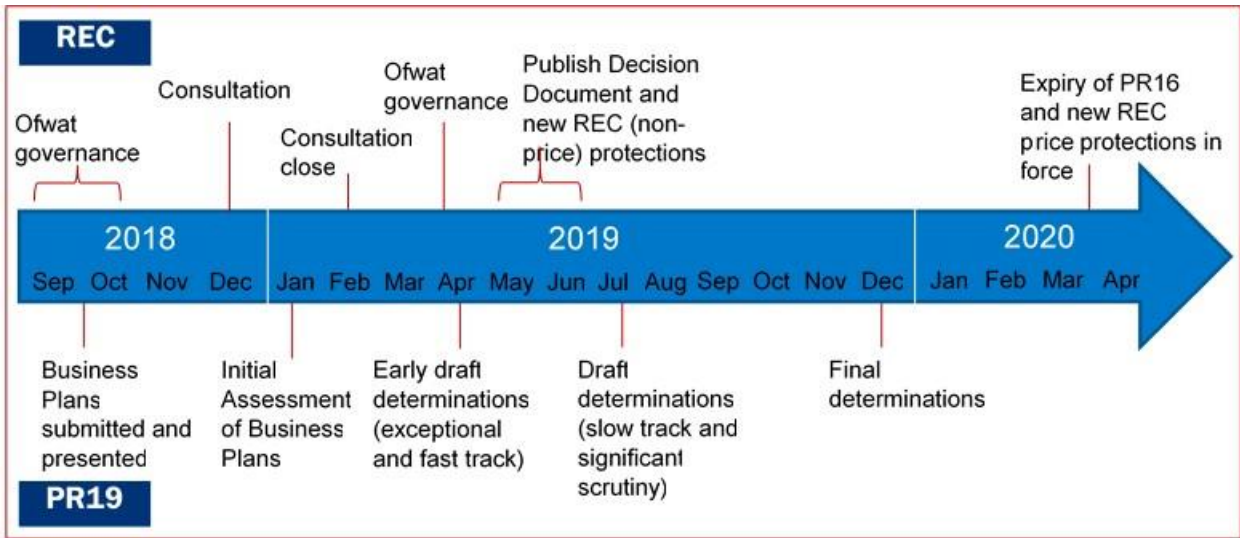 REC
Ofwat
governance
Consultation
Consultation
close
Ofwat
governance
Publish Decision
Document and
new REC (non-
price) protections
Expiry of PR16
and new REC
price protections in
force
2018
2019
2020
Sep Oct Nov Dec Jan Feb Mar Apr May Jun Jul Aug Sep Oct Nov Dec Jan Feb Mar Apr
Business
Plans
submitted and
presented
Initial
Assessment
of Business
Plans
Early draft
determinations
(exceptional
and fast track)
Draft
determinations
(slow track and
significant
scrutiny)
Final
determinations
PR19